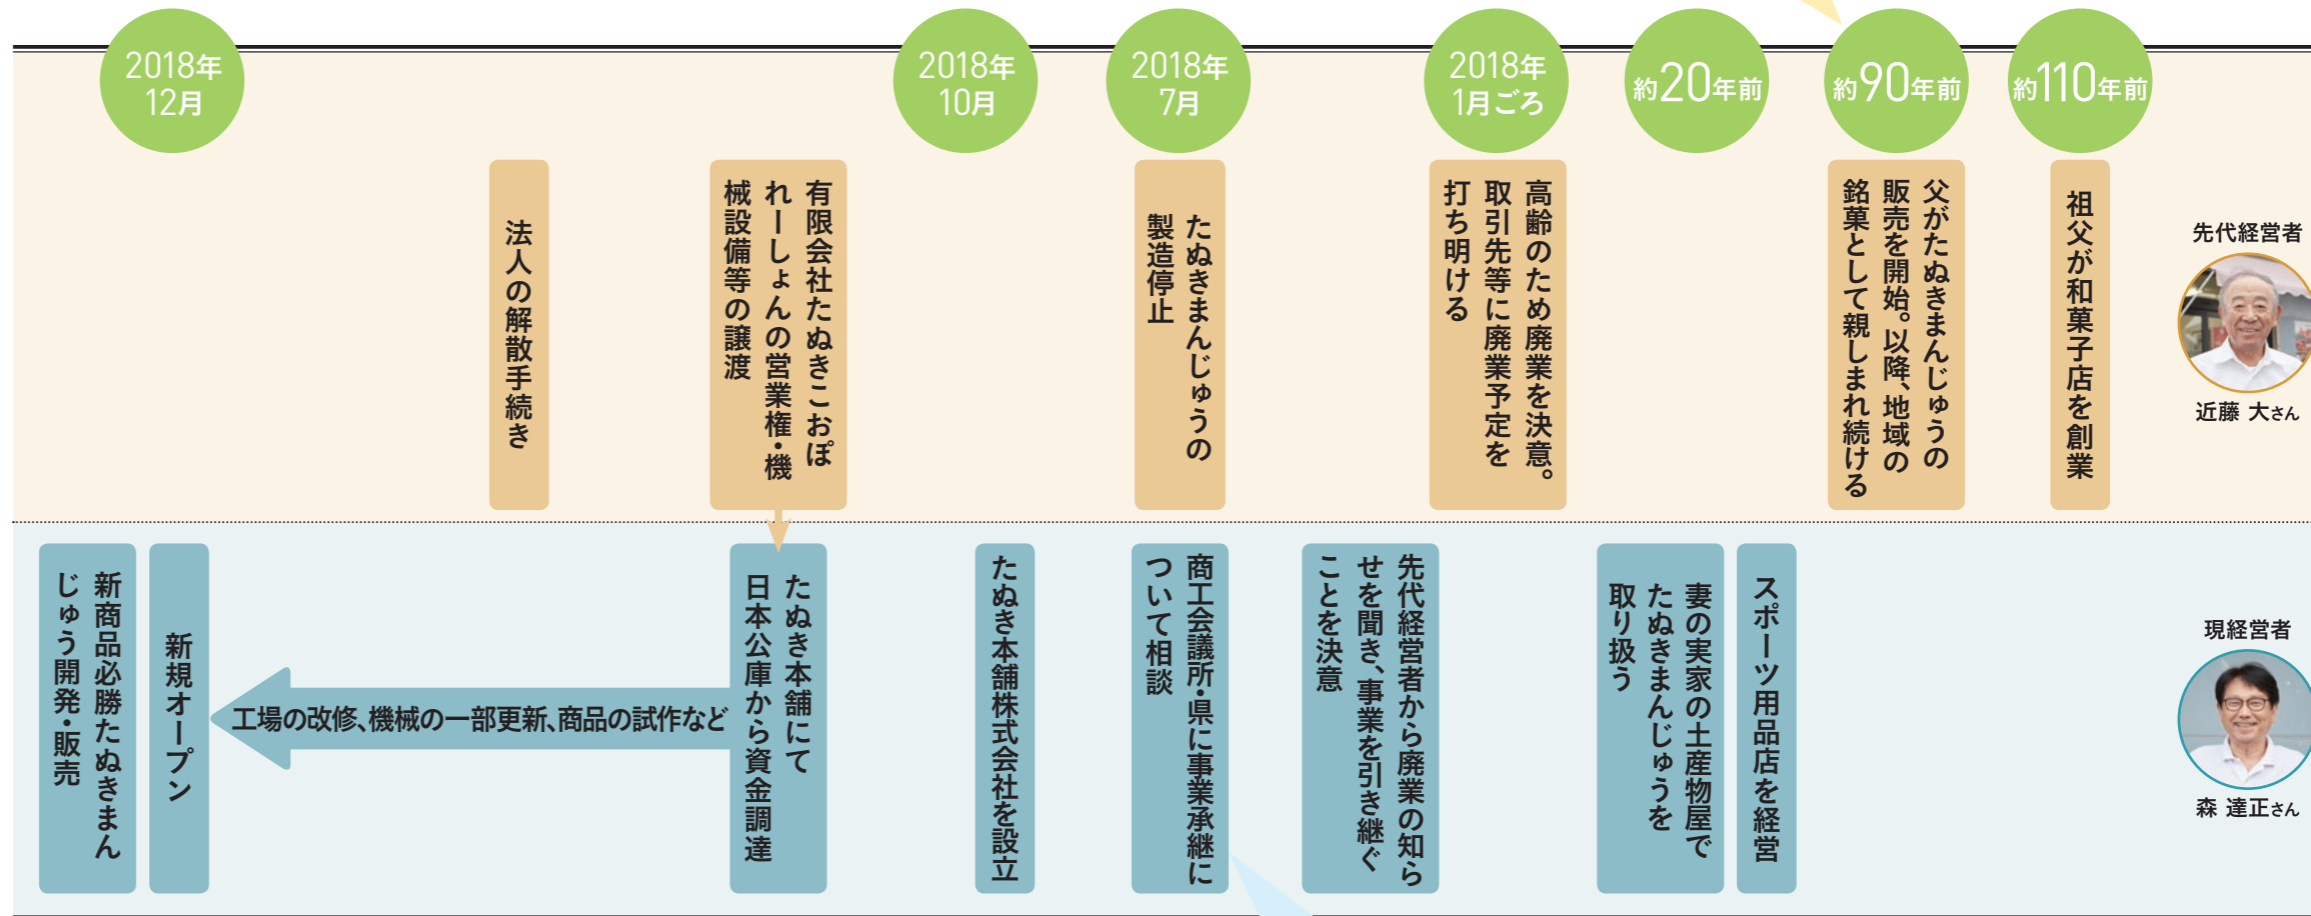 先代経営者
近藤 大さん
約110年前
祖父が和菓子店を創業
約90年前
父がたぬきまんじゅうの
販売を開始。以降、地域の
銘菓として親しまれ続ける
約20年前
2018年
1月ごろ
高齢のため廃業を決意。
取引先等に廃業予定を
打ち明ける
2018年
7月
たぬきまんじゅうの
製造停止
2018年
10月
有限会社たぬきこおぽ
れーしょんの営業権・機
械設備等の譲渡
法人の解散手続き
2018年
12月
現経営者
森 達正さん
スポーツ用品店を経営
妻の実家の土産物屋で
たぬきまんじゅうを
取り扱う
先代経営者から廃業の知ら
せを聞き、事業を引き継ぐ
ことを決意
商工会議所・県に事業承継に
ついて相談
たぬき本舗株式会社を設立
たぬき本舗にて
日本公庫から資金調達
工場の改修、機械の一部更新、商品の試作など
新規オープン
新商品必勝たぬきまん
じゅう開発・販売